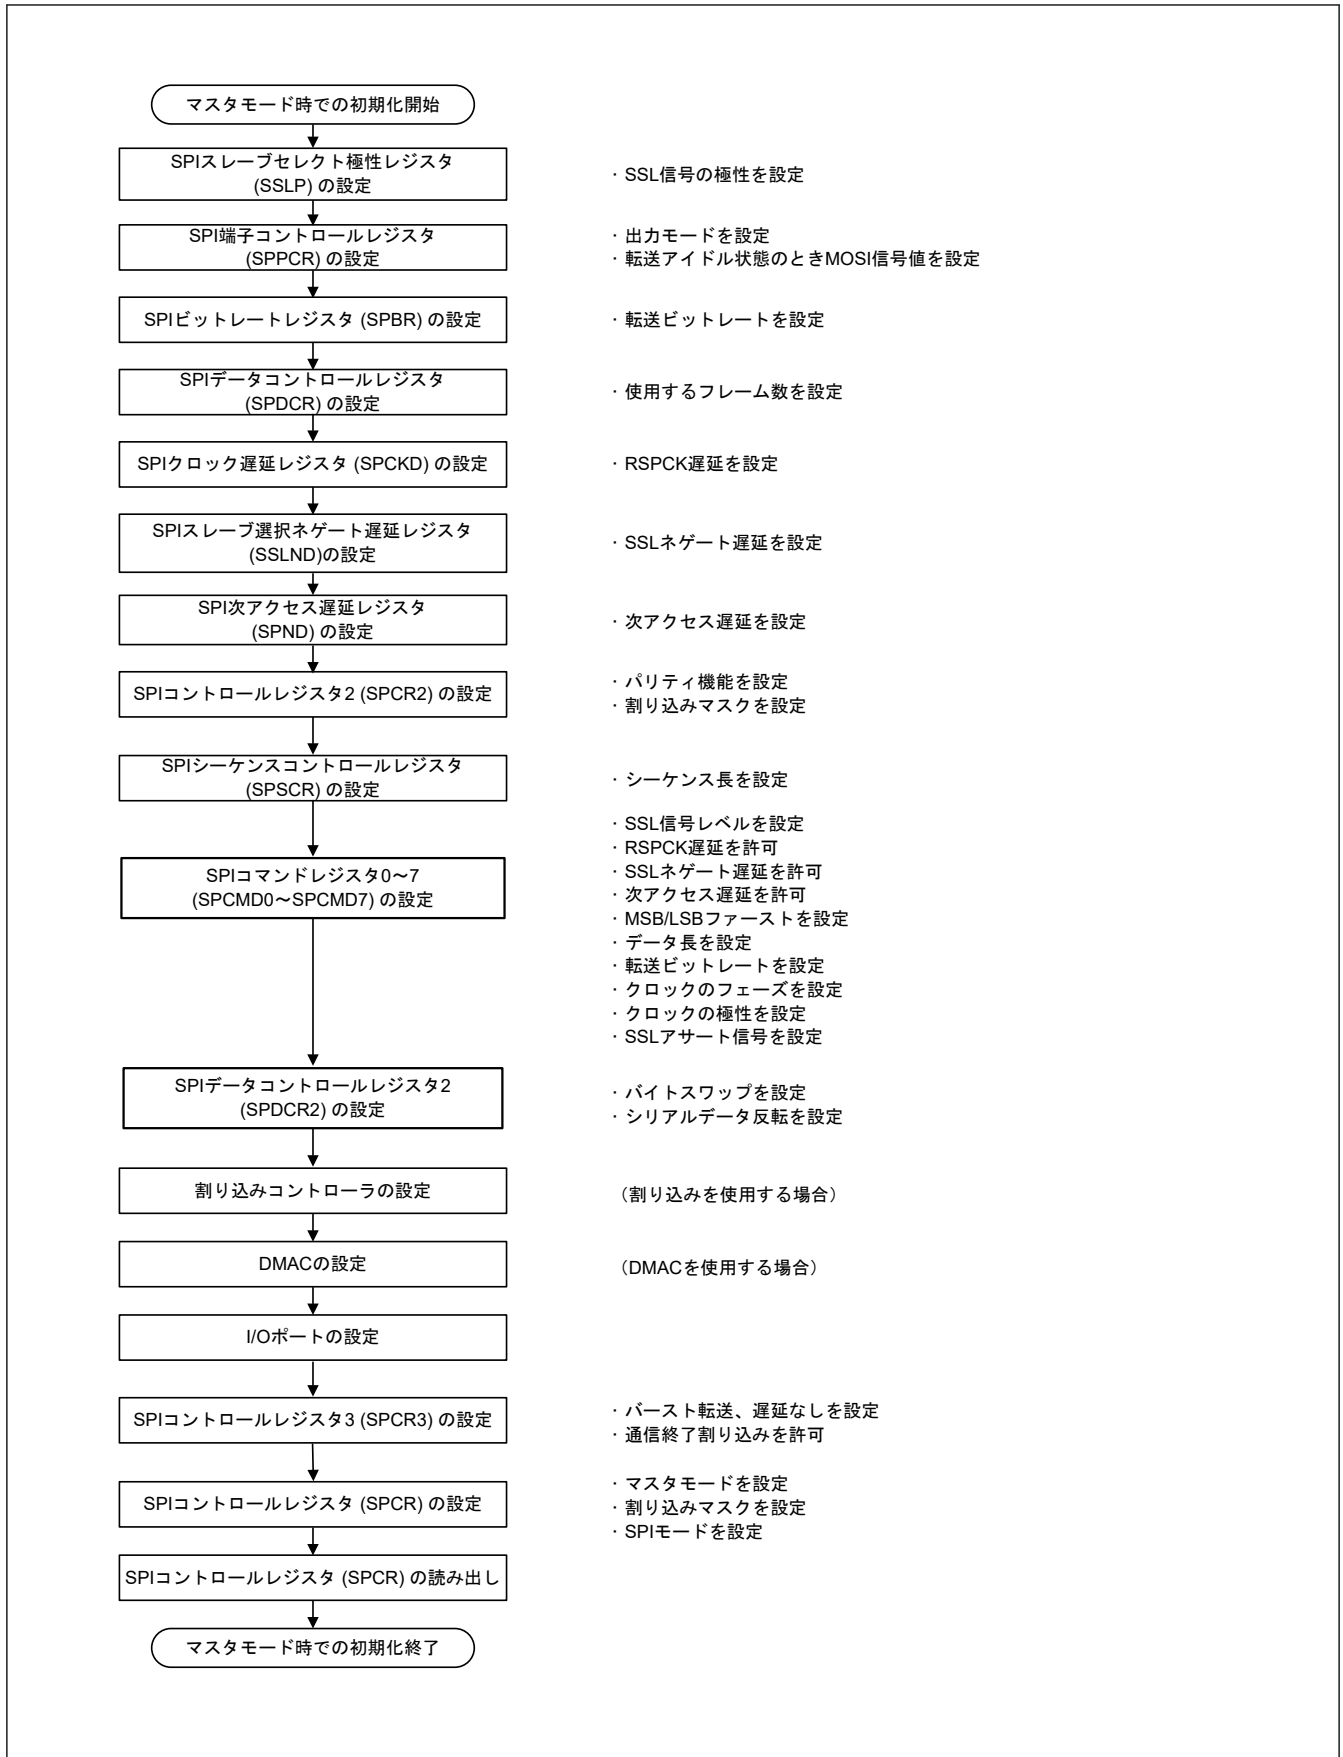 マスタモード時での初期化開始
SPIスレーブセレクト極性レジスタ
(SSLP) の設定
・SSL信号の極性を設定
SPI端子コントロールレジスタ
(SPPCR) の設定
・出力モードを設定
・転送アイドル状態のときMOSI信号値を設定
SPIビットレートレジスタ (SPBR) の設定
・転送ビットレートを設定
SPIデータコントロールレジスタ
(SPDCR) の設定
・使用するフレーム数を設定
SPIクロック遅延レジスタ (SPCKD) の設定
・RSPCK遅延を設定
SPIスレーブ選択ネゲート遅延レジスタ
(SSLND)の設定
・SSLネゲート遅延を設定
SPI次アクセス遅延レジスタ
(SPND) の設定
・次アクセス遅延を設定
SPIコントロールレジスタ2 (SPCR2) の設定
・パリティ機能を設定
・割り込みマスクを設定
SPIシーケンスコントロールレジスタ
(SPSCR) の設定
・シーケンス長を設定
SPIコマンドレジスタ0～7
(SPCMD0～SPCMD7) の設定
・SSL信号レベルを設定
・RSPCK遅延を許可
・SSLネゲート遅延を許可
・次アクセス遅延を許可
・MSB/LSBファーストを設定
・データ長を設定
・転送ビットレートを設定
・クロックのフェーズを設定
・クロックの極性を設定
・SSLアサート信号を設定
SPIデータコントロールレジスタ2
(SPDCR2) の設定
・バイトスワップを設定
・シリアルデータ反転を設定
割り込みコントローラの設定
（割り込みを使用する場合）
DMACの設定
（DMACを使用する場合）
I/Oポートの設定
SPIコントロールレジスタ3 (SPCR3) の設定
・バースト転送、遅延なしを設定
・通信終了割り込みを許可
SPIコントロールレジスタ (SPCR) の設定
・マスタモードを設定
・割り込みマスクを設定
・SPIモードを設定
SPIコントロールレジスタ (SPCR) の読み出し
マスタモード時での初期化終了